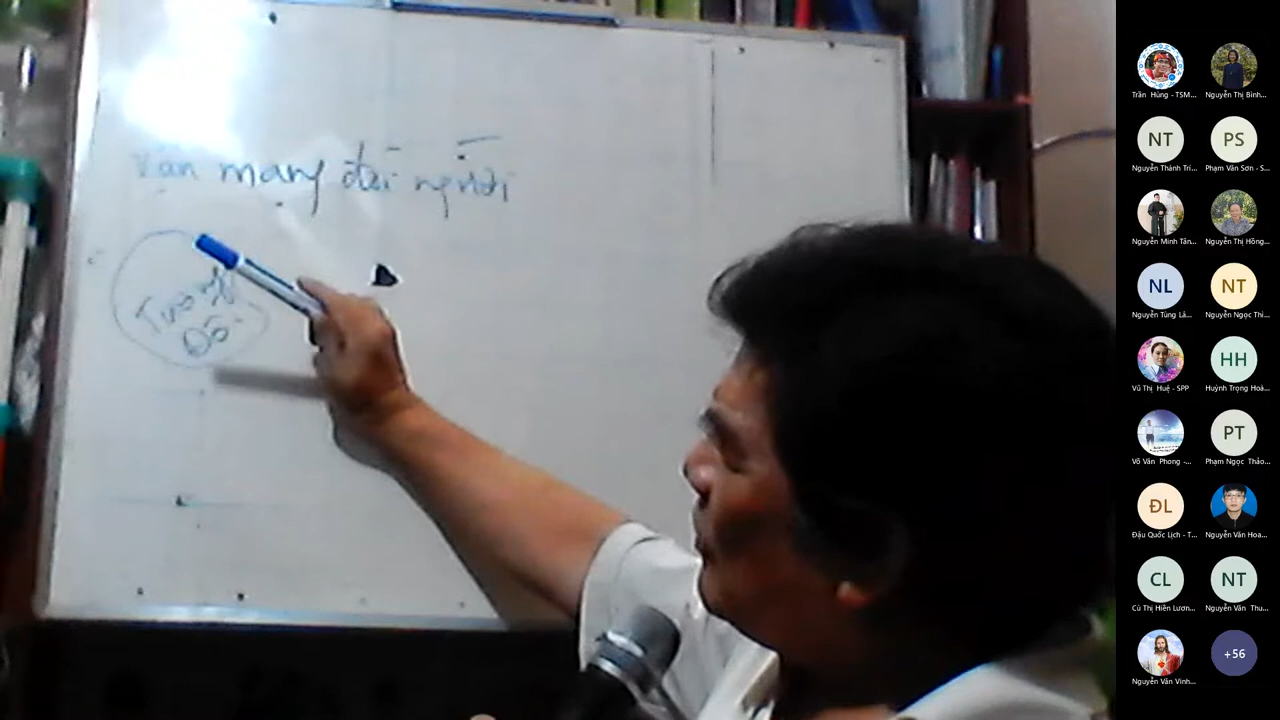 Vận mạng đời người
Tương
Đối
Trần Hùng - TSM...
Nguyễn Thị Bình...
NT
Nguyễn Thành Trí...
PS
Phạm Văn Sơn - S...
Nguyễn Minh Tân...
Nguyễn Thị Hồng...
NL
Nguyễn Tùng Lâ...
NT
Nguyễn Ngọc Thi...
Vũ Thị Huệ - SPP
HH
Huỳnh Trọng Hoà...
Võ Văn Phong -...
PT
Phạm Ngọc Thảo...
ĐL
Đậu Quốc Lịch - T...
Nguyễn Văn Hoa...
CL
Cù Thị Hiền Lươn...
NT
Nguyễn Văn Thu...
Nguyễn Văn Vinh...
+56